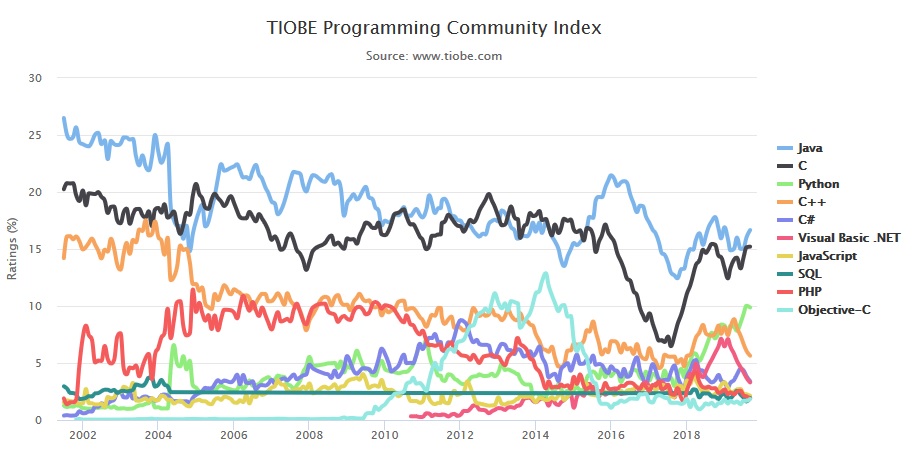 TIOBE Programming Community Index
Source: www.tiobe.com
Ratings (%)
30
25
20
15
10
5
0
2002 2004 2006 2008 2010 2012 2014 2016 2018
Java
C
Python
C++
C#
Visual Basic .NET
JavaScript
SQL
PHP
Objective-C